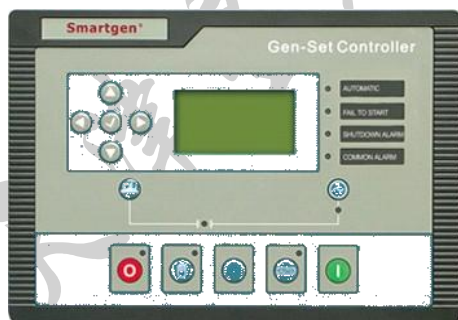 Smartgen®
Gen-Set Controller
AUTOMATIC
FAIL TO START
SHUTDOWN ALARM
COMMON ALARM